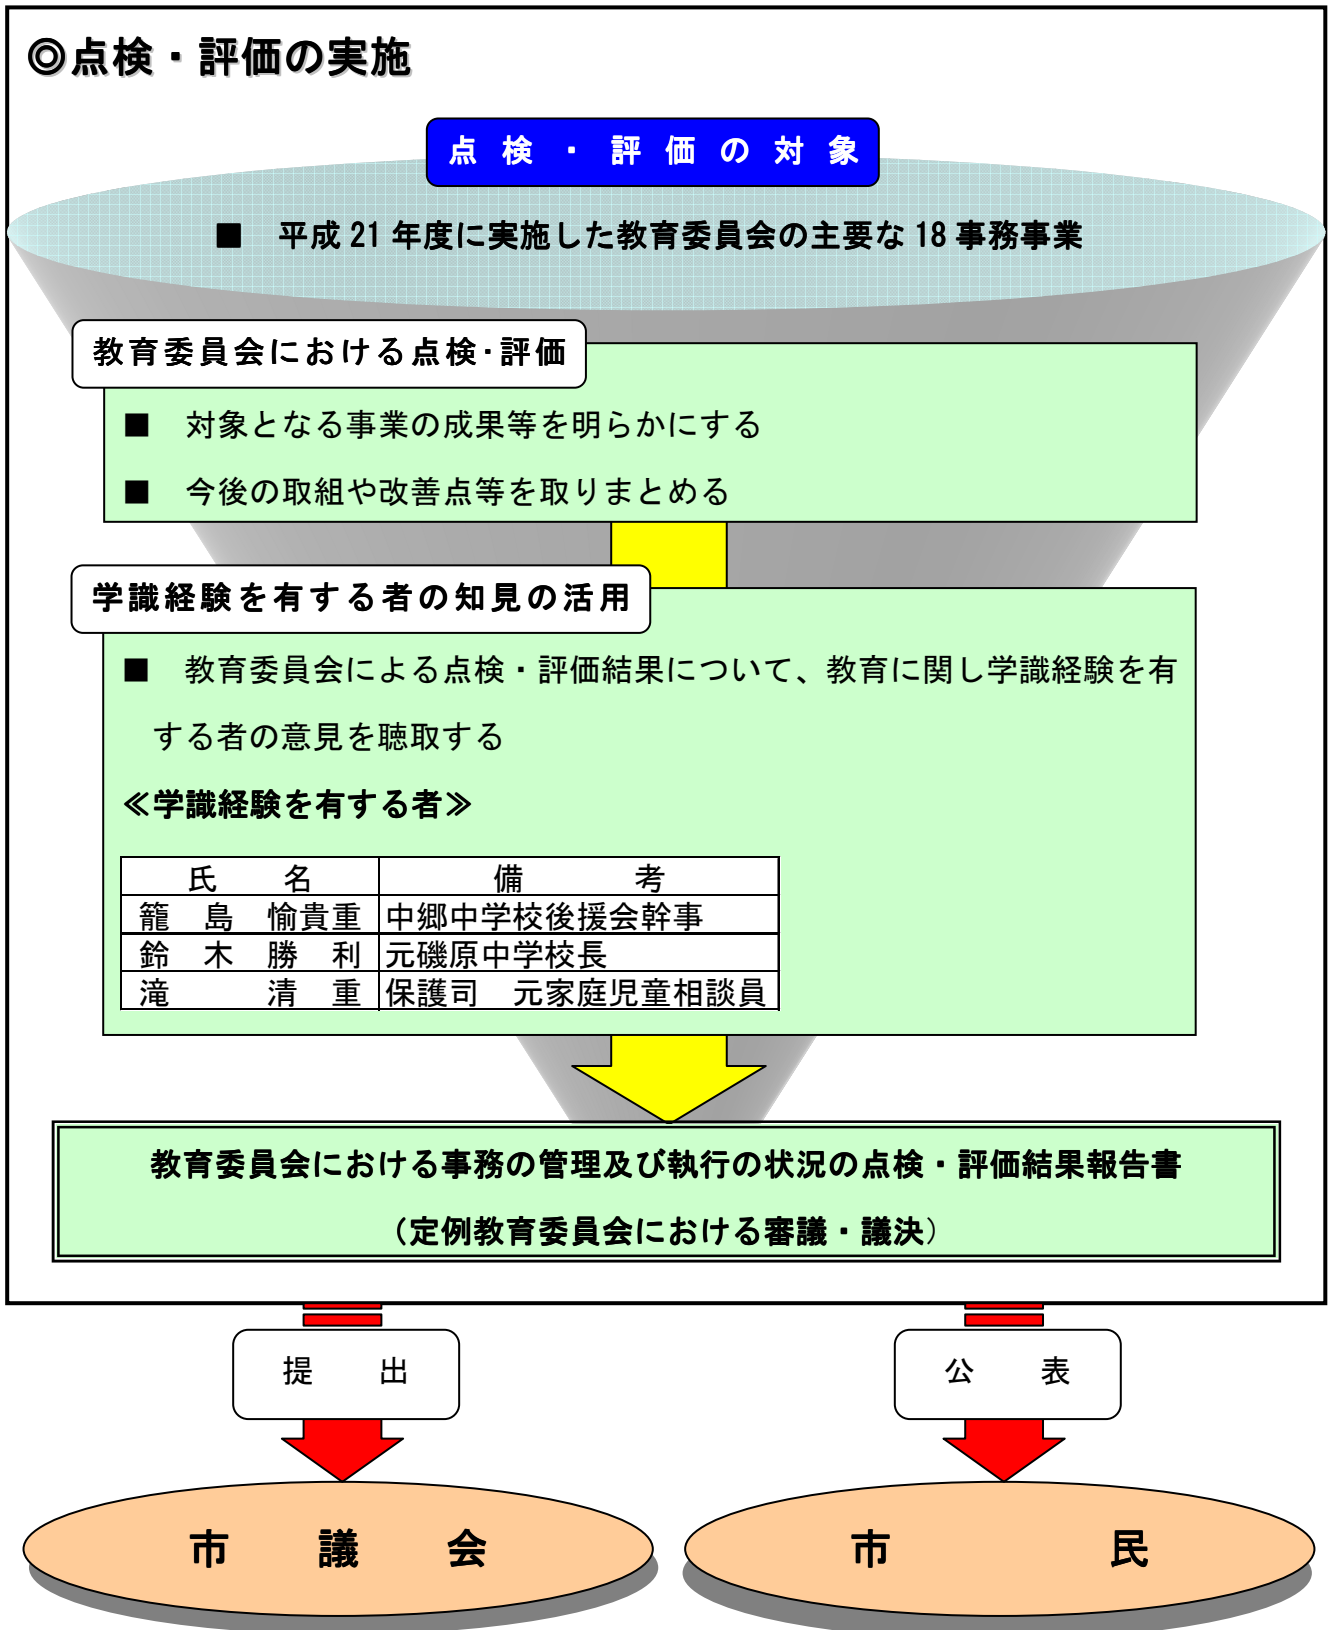 ◎点検・評価の実施
点検・評価の対象
■　平成21年度に実施した教育委員会の主要な18事務事業
教育委員会における点検・評価
■　対象となる事業の成果等を明らかにする
■　今後の取組や改善点等を取りまとめる
学識経験を有する者の知見の活用
■　教育委員会による点検・評価結果について、教育に関し学識経験を有
する者の意見を聴取する
≪学識経験を有する者≫
氏　名　備　考
篭　島　愉貴重　中郷中学校後援会幹事
鈴　木　勝　利　元磯原中学校長
滝　清　重　保護司　元家庭児童相談員
教育委員会における事務の管理及び執行の状況の点検・評価結果報告書
（定例教育委員会における審議・議決）
提　出
公　表
市　議　会
市　民